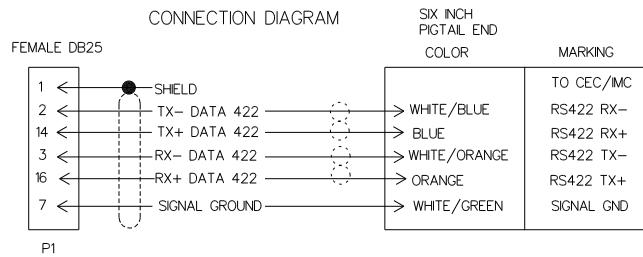 CONNECTION DIAGRAM
SIX INCH
PIGTAIL END
FEMALE DB25
COLOR
MARKING
1
SHIELD
TO CEC/IMC
2
TX- DATA 422
WHITE/BLUE
RS422 RX-
14
TX+ DATA 422
BLUE
RS422 RX+
3
RX- DATA 422
WHITE/ORANGE
RS422 TX-
16
RX+ DATA 422
ORANGE
RS422 TX+
7
SIGNAL GROUND
WHITE/GREEN
SIGNAL GND
P1